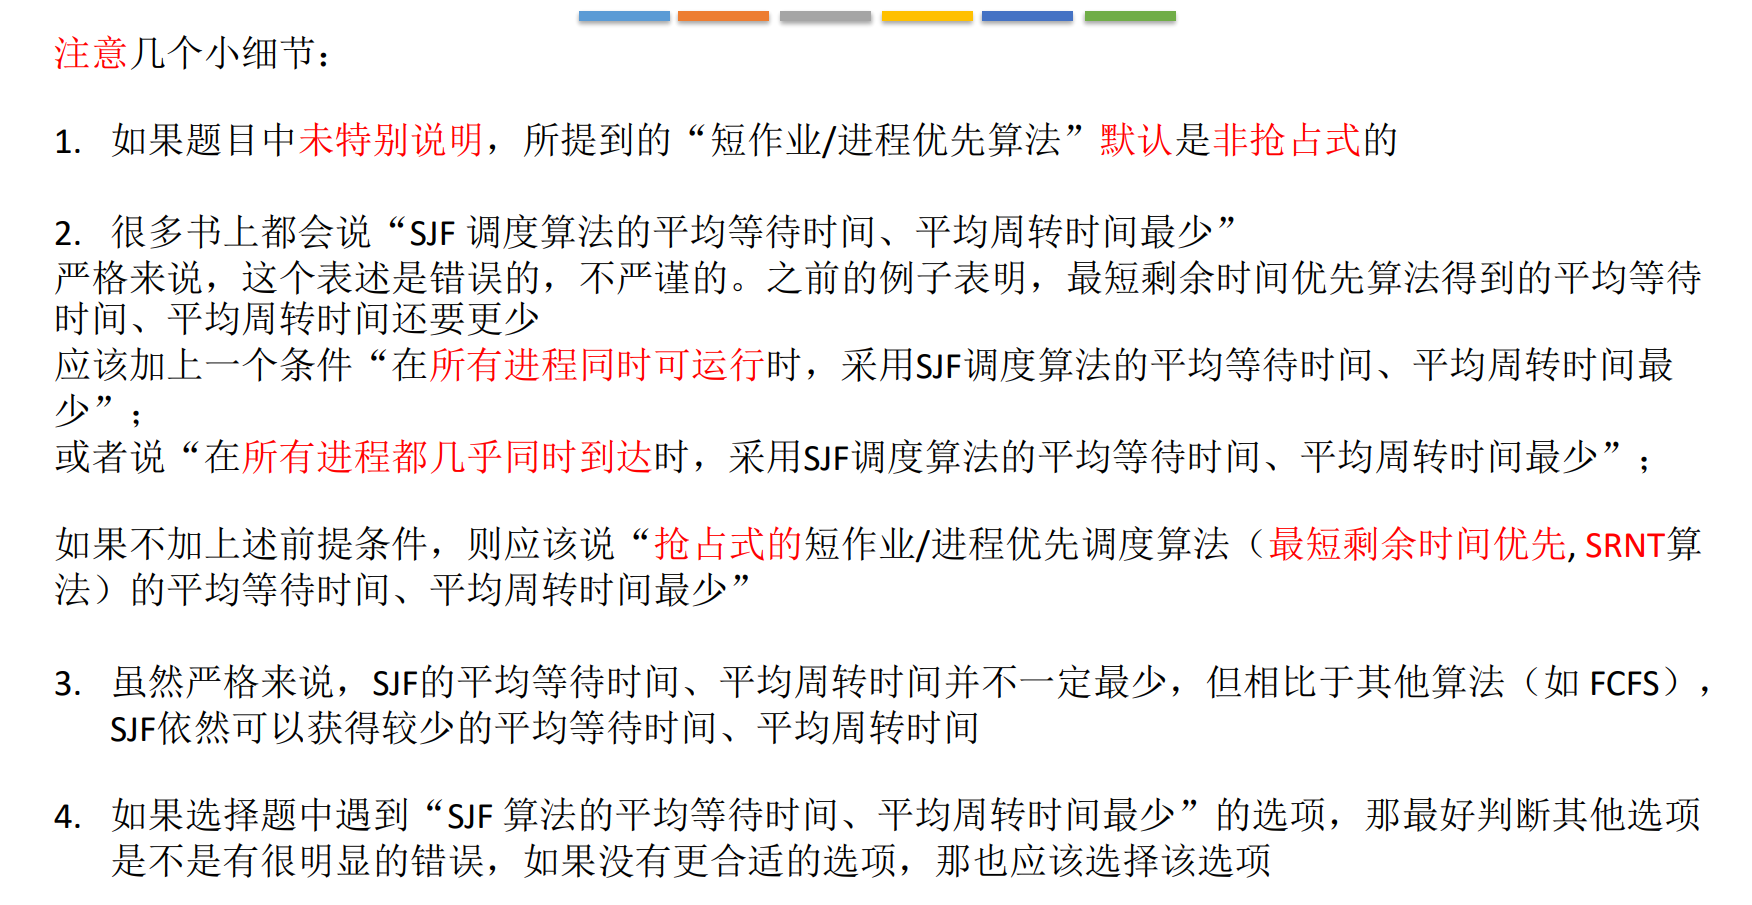 注意几个小细节：
1. 如果题目中未特别说明，所提到的“短作业/进程优先算法”默认是非抢占式的
2. 很多书上都会说“SJF 调度算法的平均等待时间、平均周转时间最少”
严格来说，这个表述是错误的，不严谨的。之前的例子表明，最短剩余时间优先算法得到的平均等待
时间、平均周转时间还要更少
应该加上一个条件“在所有进程同时可运行时，采用SJF调度算法的平均等待时间、平均周转时间最
少”；
或者说“在所有进程都几乎同时到达时，采用SJF调度算法的平均等待时间、平均周转时间最少”；
如果不加上述前提条件，则应该说“抢占式的短作业/进程优先调度算法（最短剩余时间优先, SRNT算
法）的平均等待时间、平均周转时间最少”
3. 虽然严格来说，SJF的平均等待时间、平均周转时间并不一定最少，但相比于其他算法（如 FCFS），
SJF依然可以获得较少的平均等待时间、平均周转时间
4. 如果选择题中遇到“SJF 算法的平均等待时间、平均周转时间最少”的选项，那最好判断其他选项
是不是有很明显的错误，如果没有更合适的选项，那也应该选择该选项